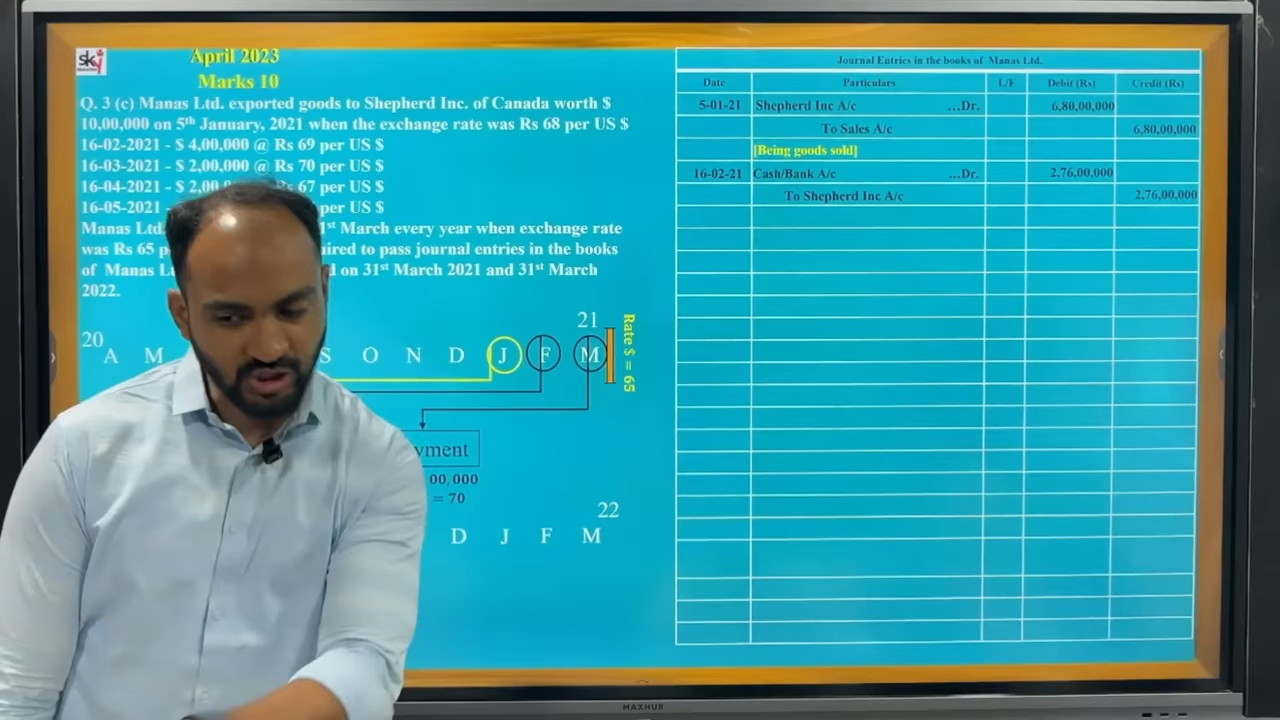 sky
April 2023
Marks 10
Q. 3 (c) Manas Ltd. exported goods to Shepherd Inc. of Canada worth $
10,00,000 on 5th January, 2021 when the exchange rate was Rs 68 per US $
16-02-2021 - $ 4,00,000 @ Rs 69 per US $
16-03-2021 - $ 2,00,000 @ Rs 70 per US $
16-04-2021 - $ 2,00 67 per US $
16-05-2021 - per US $
Manas Ltd. 1st March every year when exchange rate
was Rs 65 to pass journal entries in the books
of Manas on 31st March 2021 and 31st March
2022.
20 21
A M S O N D J F M
Rate $ = 65
00,000
= 70
22
D J F M
Journal Entries in the books of Manas Ltd.
Date Particulars L/F Debit (Rs) Credit (Rs)
5-01-21 Shepherd Inc A/c ...Dr. 6,80,00,000
To Sales A/c 6,80,00,000
[Being goods sold]
16-02-21 Cash/Bank A/c ...Dr. 2,76,00,000
To Shepherd Inc A/c 2,76,00,000
MAXHUB